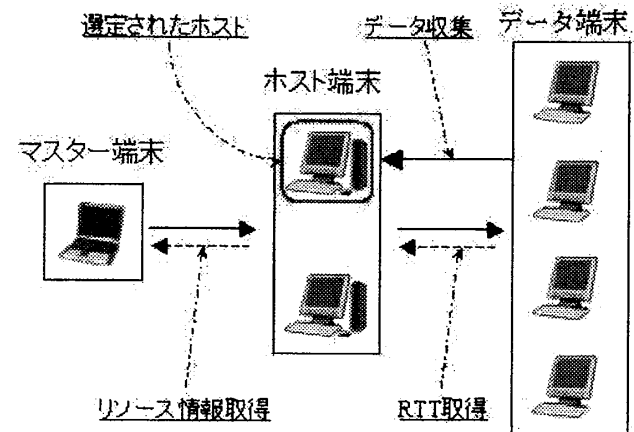 選定されたホスト
データ収集
データ端末
ホスト端末
マスター端末
リソース情報取得
RTT取得